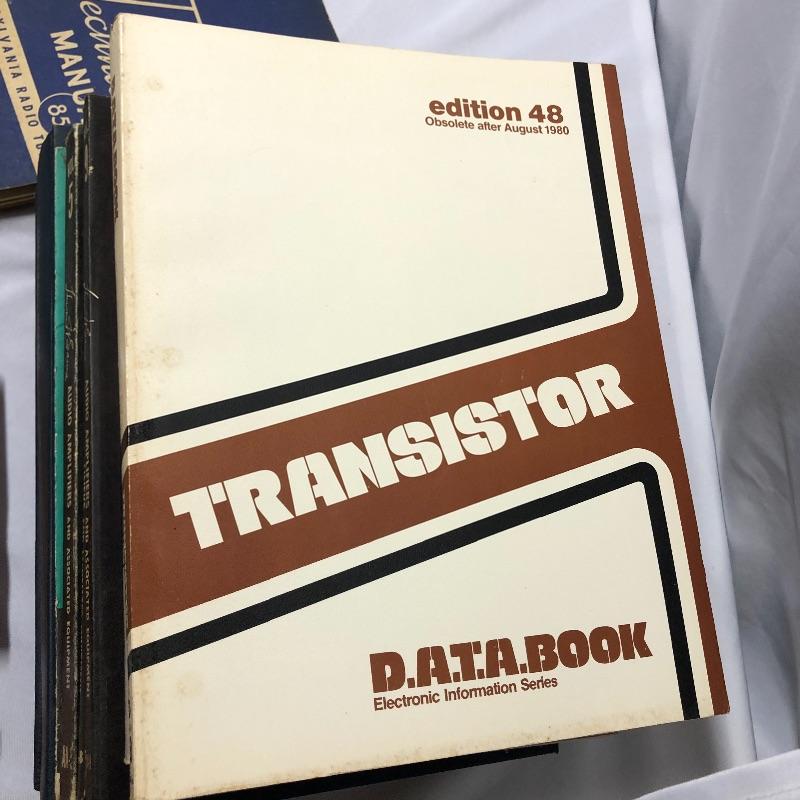 edition 48
Obsolete after August 1980
TRANSISTOR
D.A.T.A.BOOK
Electronic Information Series
MANU
85
SYLVANIA RADIO TU
AUDIO AMPLIFIERS AND ASSOCIATED EQUIPMENT
AUDIO AMPLIFIERS AND ASSOCIATED EQUIPMENT